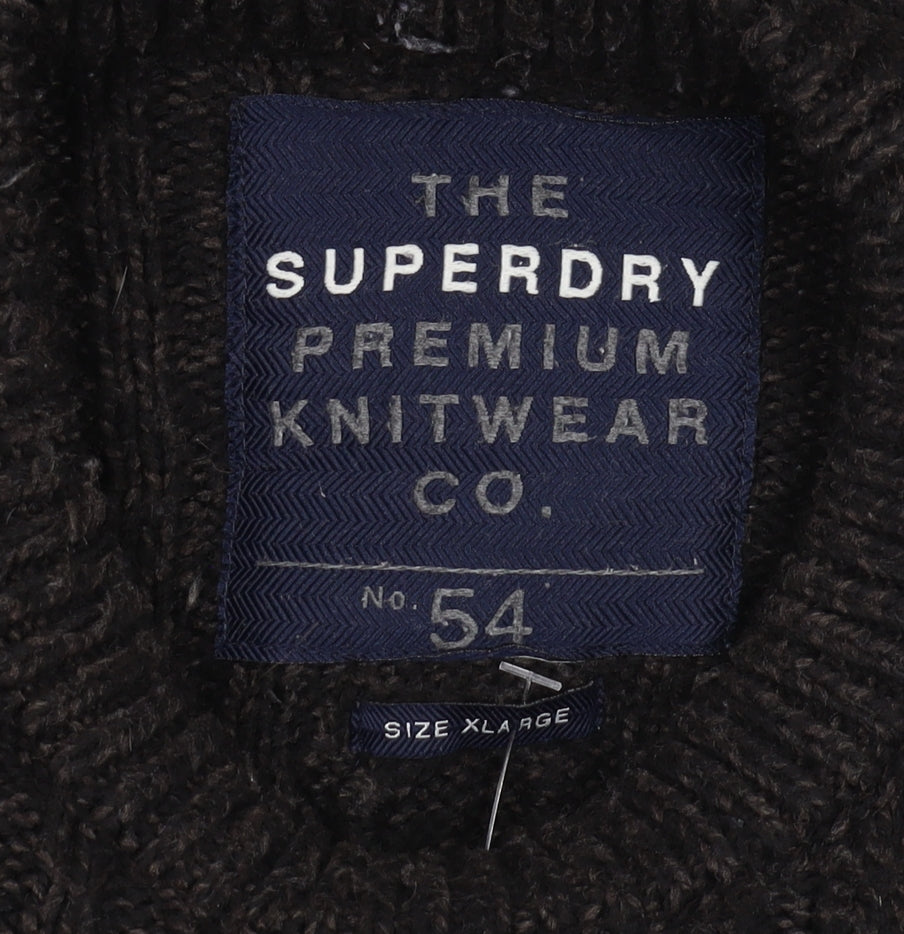 THE
SUPERDRY
PREMIUM
KNITWEAR
CO.
No. 54
SIZE XLARGE